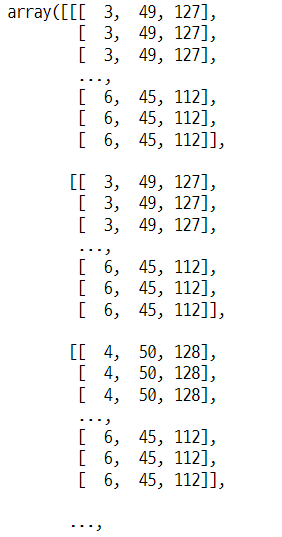 array([[[  3,  49, 127],
        [  3,  49, 127],
        [  3,  49, 127],
        ...,
        [  6,  45, 112],
        [  6,  45, 112],
        [  6,  45, 112]],

       [[  3,  49, 127],
        [  3,  49, 127],
        [  3,  49, 127],
        ...,
        [  6,  45, 112],
        [  6,  45, 112],
        [  6,  45, 112]],

       [[  4,  50, 128],
        [  4,  50, 128],
        [  4,  50, 128],
        ...,
        [  6,  45, 112],
        [  6,  45, 112],
        [  6,  45, 112]],

       ...,